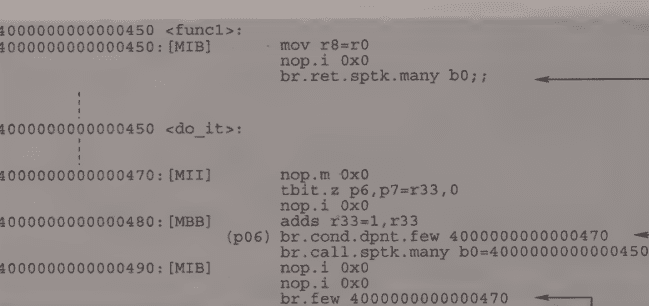 4000000000000450 <func1>:
4000000000000450:[MIB] mov r8=r0
nop.i 0x0
br.ret.sptk.many b0;;
4000000000000450 <do_it>:
4000000000000470:[MII] nop.m 0x0
tbit.z p6,p7=r33,0
nop.i 0x0
4000000000000480:[MBB] adds r33=1,r33
(p06) br.cond.dpnt.few 4000000000000470
br.call.sptk.many b0=4000000000000450
4000000000000490:[MIB] nop.i 0x0
nop.i 0x0
br.few 4000000000000470